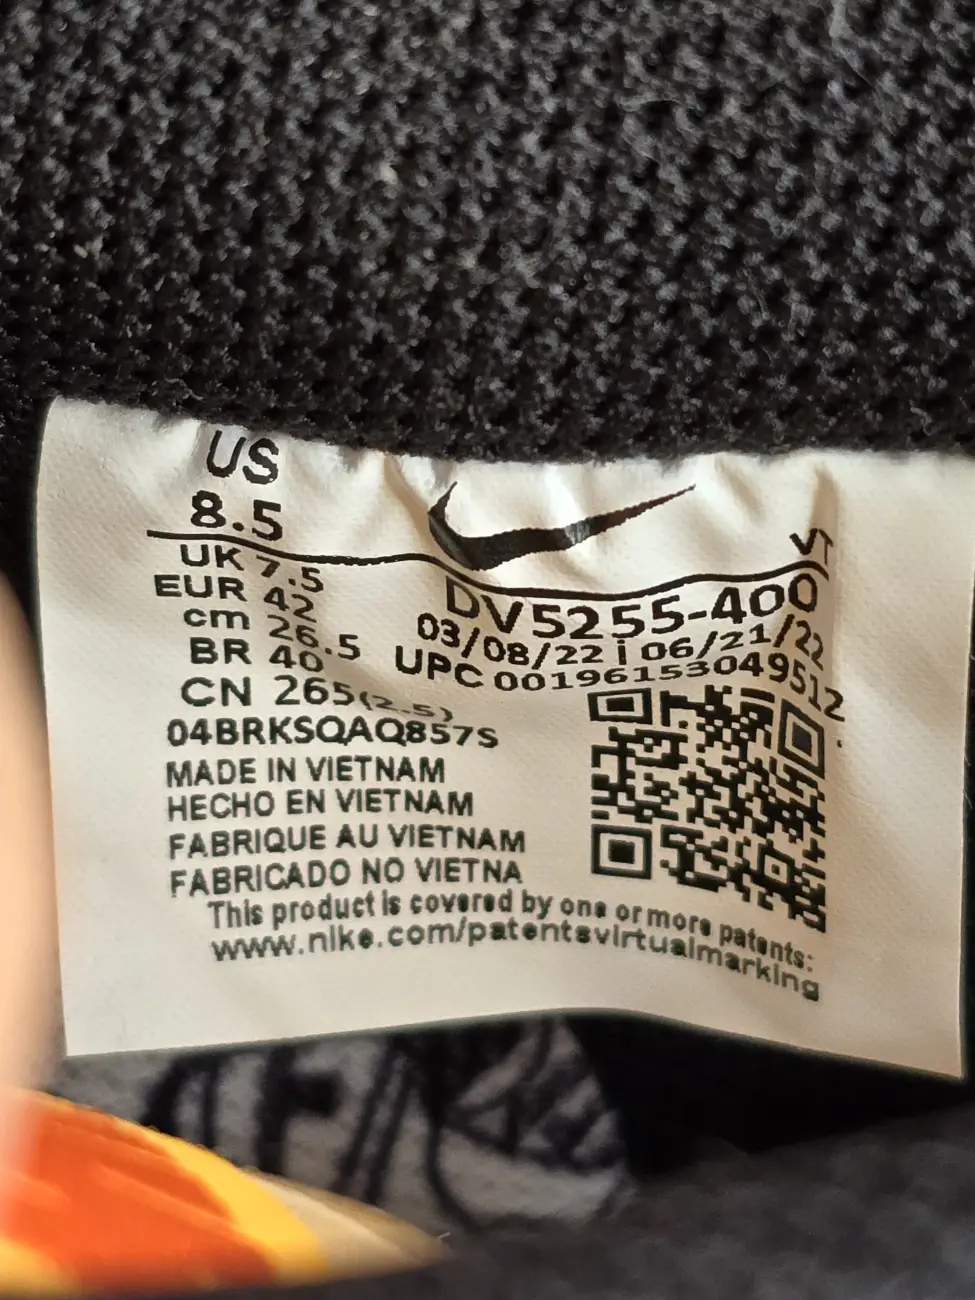 US
8.5
UK 7.5
EUR 42
cm 26.5
BR 40
CN 265(2.5)
VT
DV5255-400
03/08/22 i 06/21/22
UPC 00196153049512
04BRKSQAQ857S
MADE IN VIETNAM
HECHO EN VIETNAM
FABRIQUE AU VIETNAM
FABRICADO NO VIETNA
This product is covered by one or more patents:
www.nike.com/patentsvirtualmarking